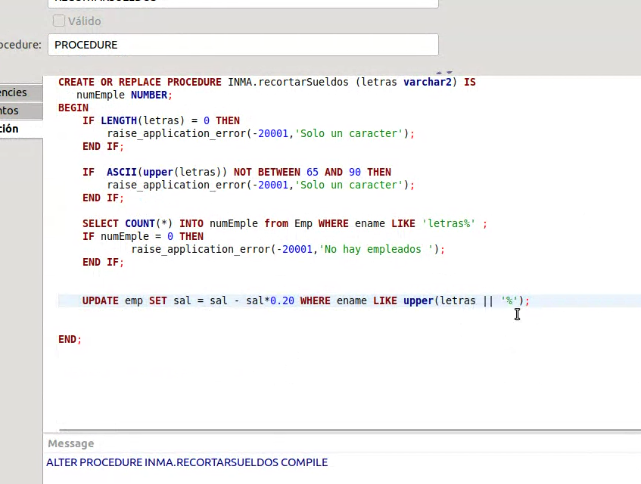 Válido
ocedure: PROCEDURE
encies
ntos
ión
CREATE OR REPLACE PROCEDURE INMA.recortarSueldos (letras varchar2) IS
numEmple NUMBER;
BEGIN
IF LENGTH(letras) = 0 THEN
raise_application_error(-20001,'Solo un caracter');
END IF;
IF ASCII(upper(letras)) NOT BETWEEN 65 AND 90 THEN
raise_application_error(-20001,'Solo un caracter');
END IF;
SELECT COUNT(*) INTO numEmple from Emp WHERE ename LIKE 'letras%' ;
IF numEmple = 0 THEN
raise_application_error(-20001,'No hay empleados ');
END IF;
UPDATE emp SET sal = sal - sal*0.20 WHERE ename LIKE upper(letras || '%');
END;
Message
ALTER PROCEDURE INMA.RECORTARSUELDOS COMPILE